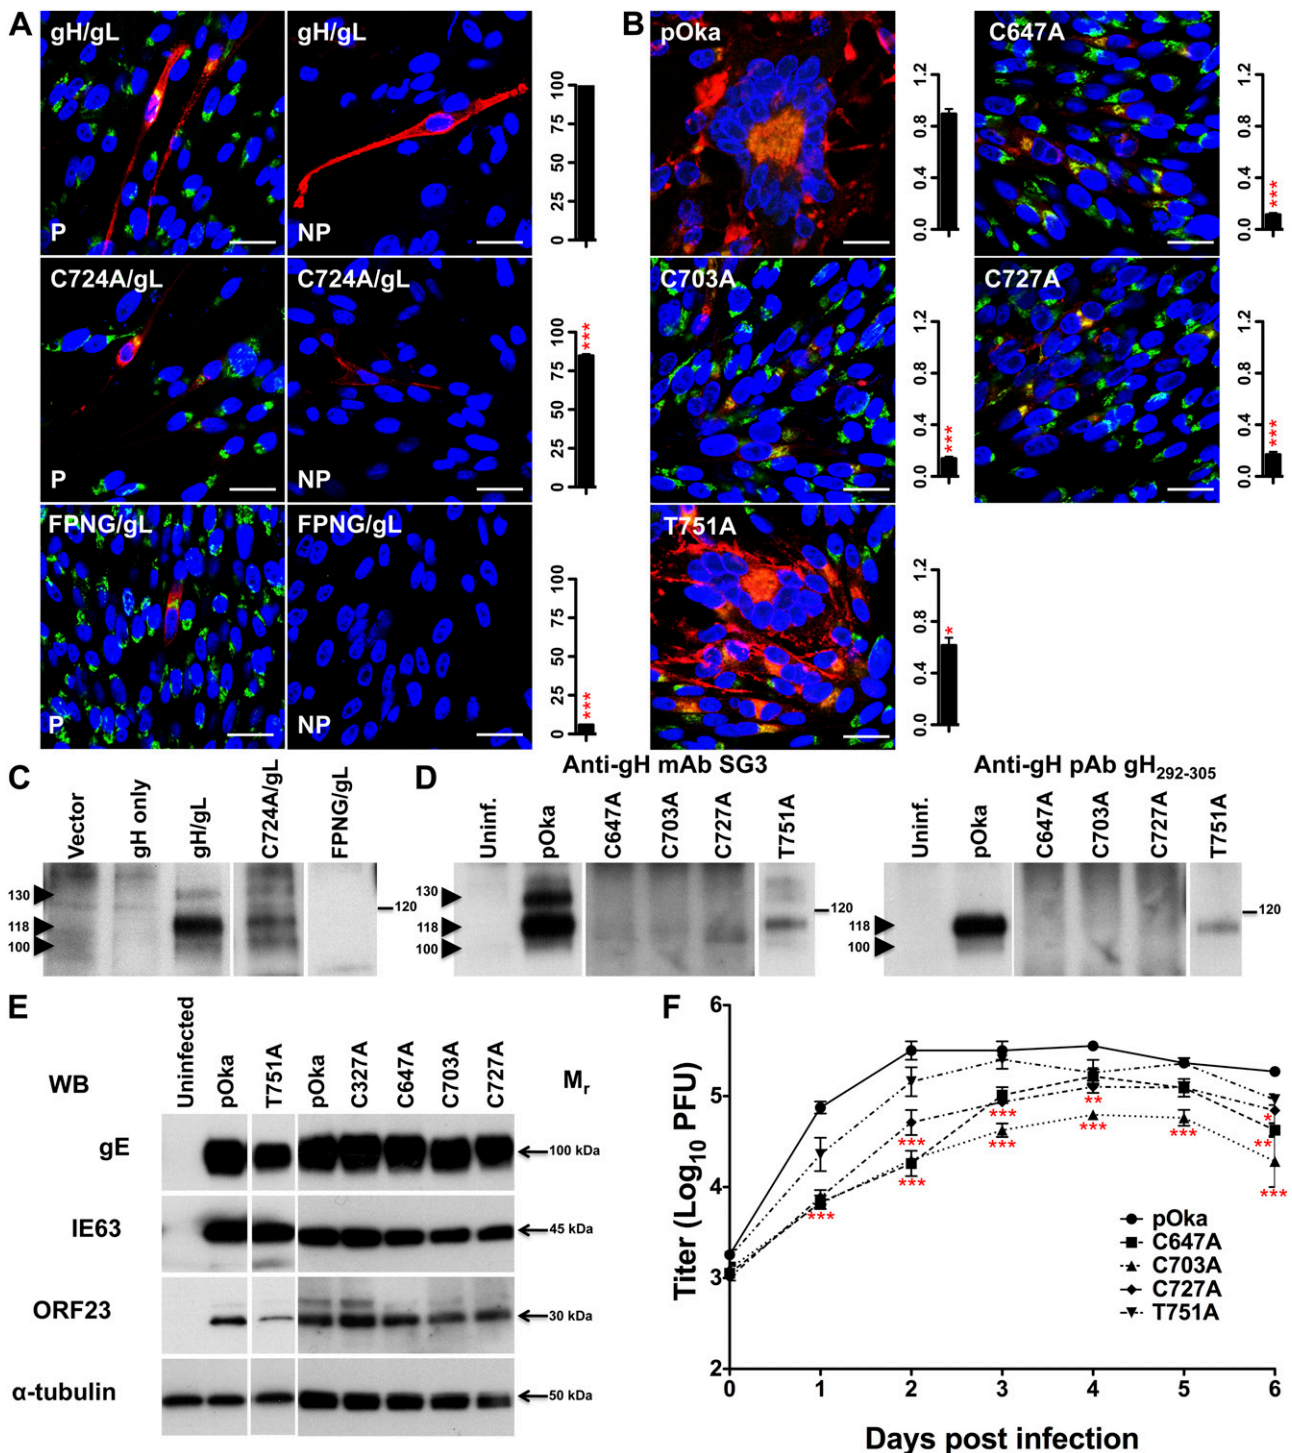 A
gH/gL
P
gH/gL
NP
100
75
50
25
0
C724A/gL
P
C724A/gL
NP
100
75
50
25
0
***
FPNG/gL
P
FPNG/gL
NP
100
75
50
25
0
***
B
pOka
1.2
0.8
0.4
0.0
C647A
1.2
0.8
0.4
0.0
***
C703A
1.2
0.8
0.4
0.0
***
C727A
1.2
0.8
0.4
0.0
***
T751A
1.2
0.8
0.4
0.0
*
C
Vector
gH only
gH/gL
C724A/gL
FPNG/gL
130
118
100
120
D
Anti-gH mAb SG3
Uninf.
pOka
C647A
C703A
C727A
T751A
130
118
100
120
Anti-gH pAb gH292-305
Uninf.
pOka
C647A
C703A
C727A
T751A
118
100
120
E
WB
Uninfected
pOka
T751A
pOka
C327A
C647A
C703A
C727A
Mr
gE
100 kDa
IE63
45 kDa
ORF23
30 kDa
α-tubulin
50 kDa
F
Titer (Log10 PFU)
6
5
4
3
2
***
***
***
***
***
**
***
***
*
**
***
pOka
C647A
C703A
C727A
T751A
0 1 2 3 4 5 6
Days post infection